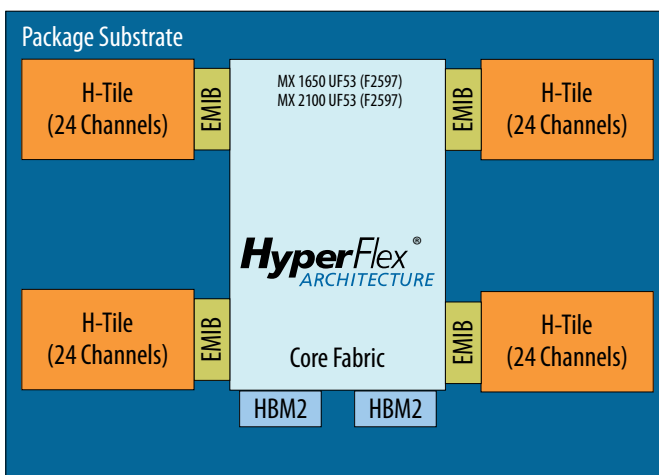 Package Substrate
H-Tile
(24 Channels)
EMIB
MX 1650 UF53 (F2597)
MX 2100 UF53 (F2597)
EMIB
H-Tile
(24 Channels)
HyperFlex®
ARCHITECTURE
H-Tile
(24 Channels)
EMIB
Core Fabric
EMIB
H-Tile
(24 Channels)
HBM2
HBM2